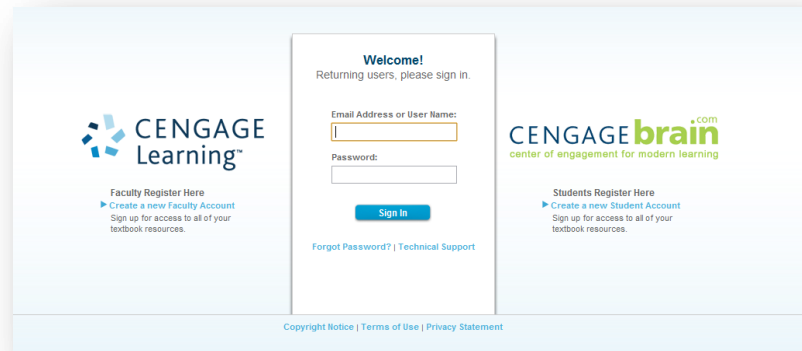 Welcome!
Returning users, please sign in.
CENGAGE
Learning™
Faculty Register Here
Create a new Faculty Account
Sign up for access to all of your
textbook resources.
Email Address or User Name:
Password:
Sign In
Forgot Password? | Technical Support
.com
CENGAGEbrain
center of engagement for modern learning
Students Register Here
Create a new Student Account
Sign up for access to all of your
textbook resources.
Copyright Notice | Terms of Use | Privacy Statement